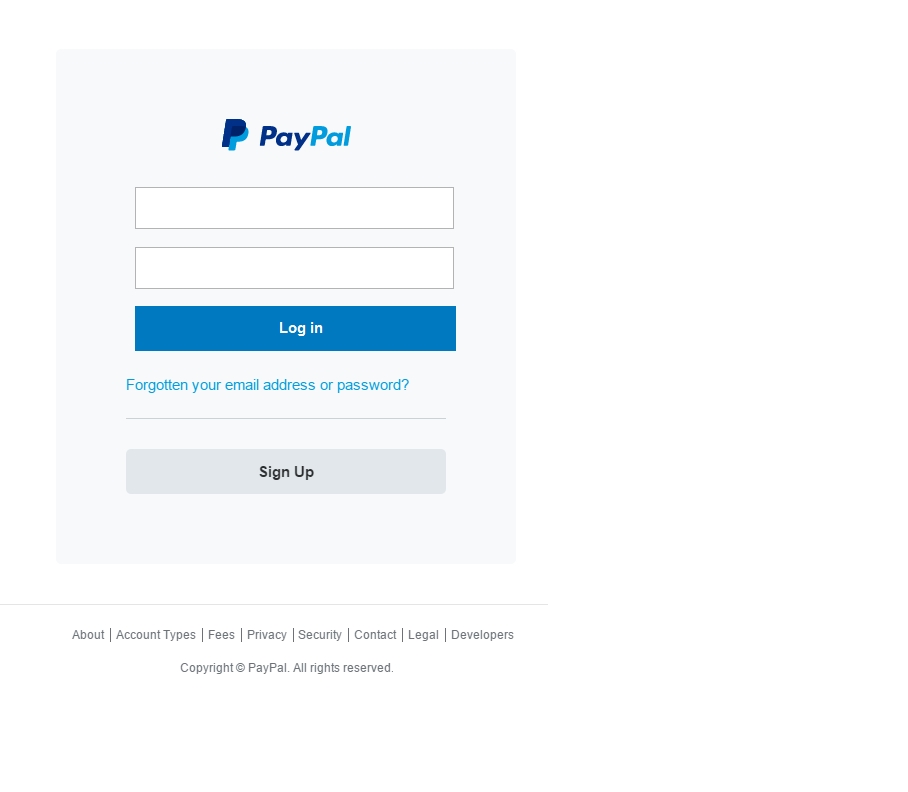 PayPal
Log in
Forgotten your email address or password?
Sign Up
About | Account Types | Fees | Privacy | Security | Contact | Legal | Developers
Copyright © PayPal. All rights reserved.